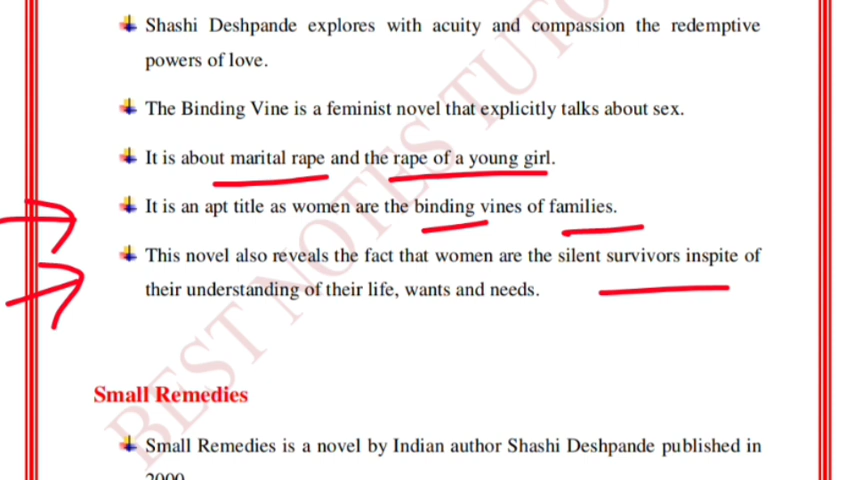 Shashi Deshpande explores with acuity and compassion the redemptive
powers of love.
The Binding Vine is a feminist novel that explicitly talks about sex.
It is about marital rape and the rape of a young girl.
It is an apt title as women are the binding vines of families.
This novel also reveals the fact that women are the silent survivors inspite of
their understanding of their life, wants and needs.
Small Remedies
Small Remedies is a novel by Indian author Shashi Deshpande published in
2000
BEST NOTES TUTO